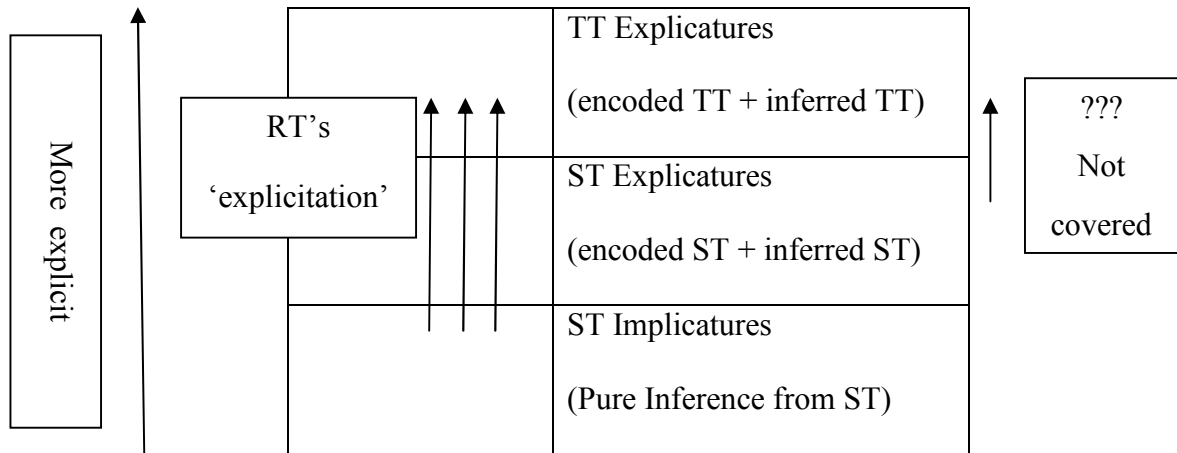 More explicit
RT’s
‘explicitation’
TT Explicatures
(encoded TT + inferred TT)
ST Explicatures
(encoded ST + inferred ST)
ST Implicatures
(Pure Inference from ST)
???
Not
covered